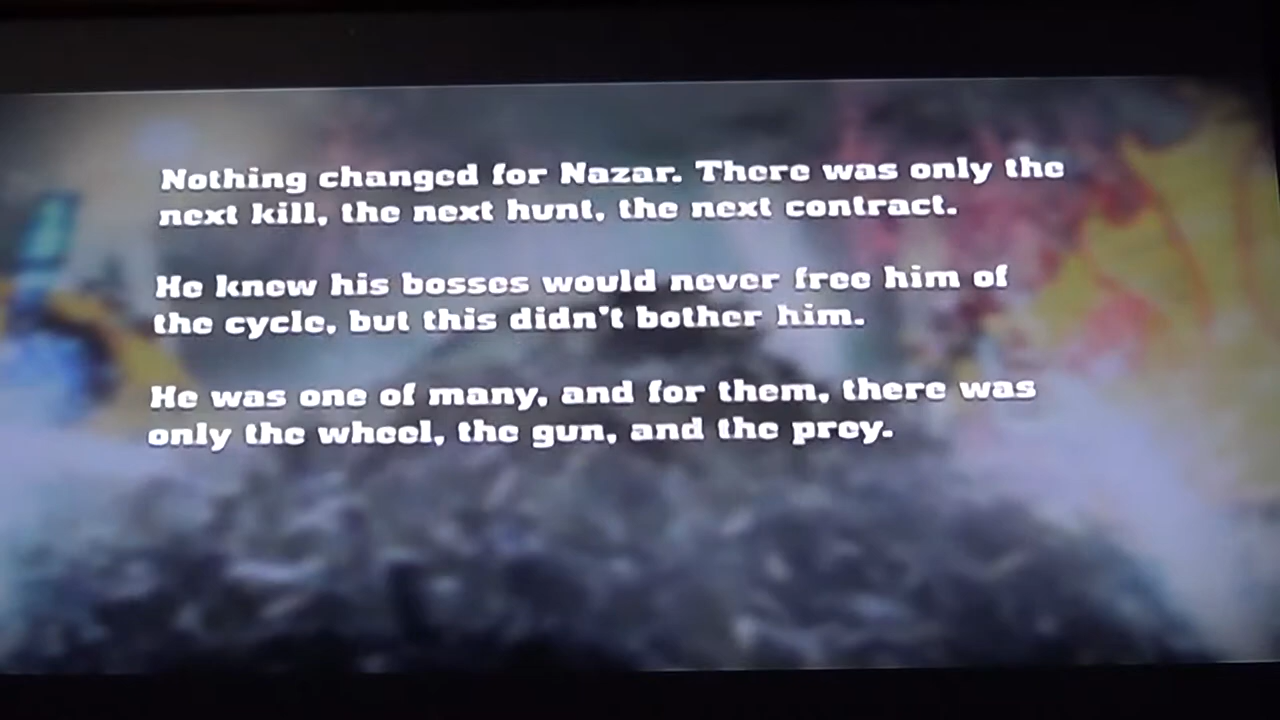 Nothing changed for Nazar. There was only the
next kill, the next hunt, the next contract.
He knew his bosses would never free him of
the cycle, but this didn't bother him.
He was one of many, and for them, there was
only the wheel, the gun, and the prey.